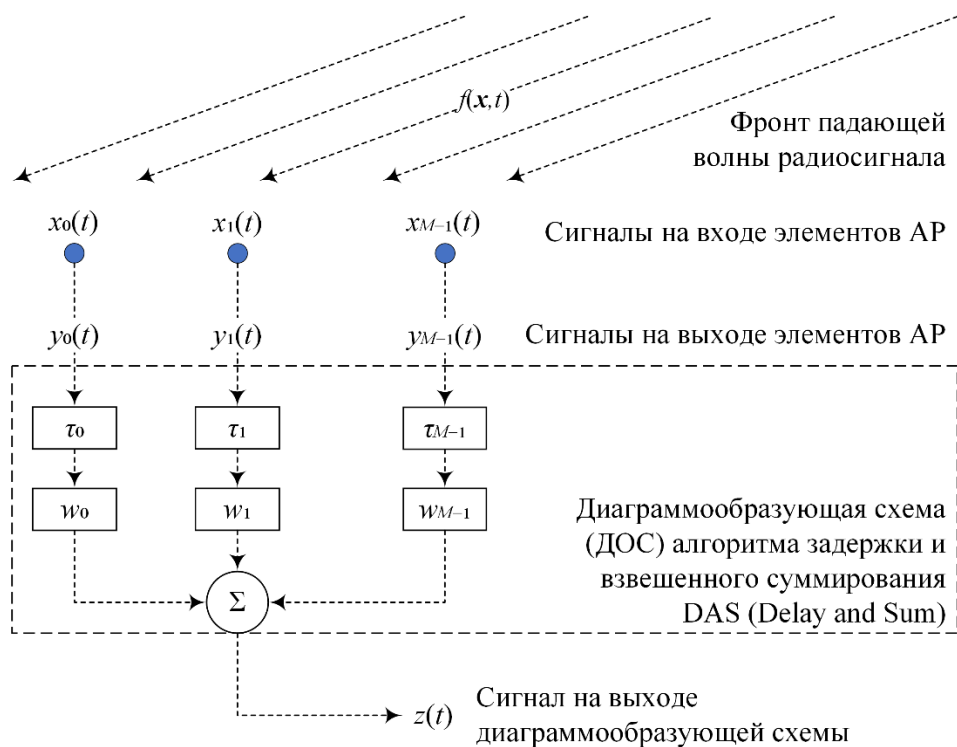 f(x,t)
Фронт падающей
волны радиосигнала
x₀(t) x₁(t) xM−1(t)
Сигналы на входе элементов АР
y₀(t) y₁(t) yM−1(t)
Сигналы на выходе элементов АР
τ₀ τ₁ τM−1
w₀ w₁ wM−1
Диаграммообразующая схема
(ДОС) алгоритма задержки и
взвешенного суммирования
DAS (Delay and Sum)
Σ
z(t)
Сигнал на выходе
диаграммообразующей схемы